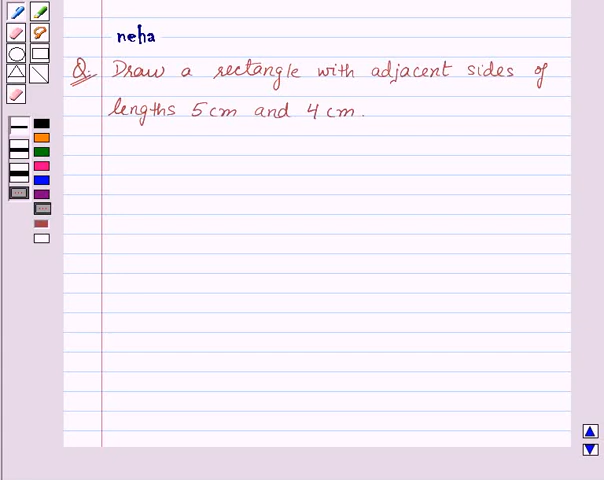 neha
Q. Draw a rectangle with adjacent sides of
lengths 5 cm and 4 cm.